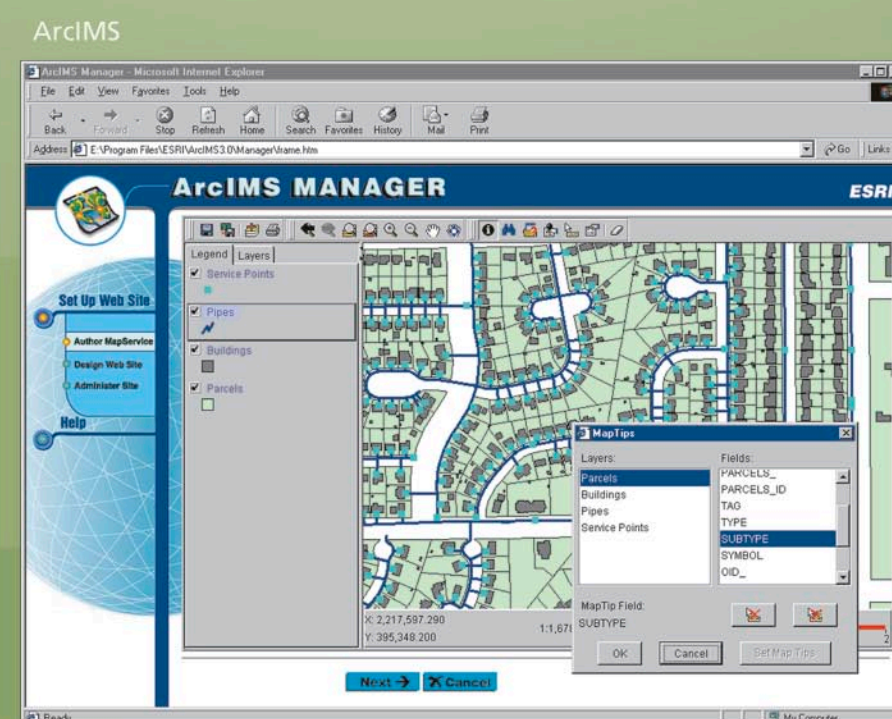 ArcIMS
ArcIMS Manager - Microsoft Internet Explorer
File Edit View Favorites Tools Help
Back Forward Stop Refresh Home Search Favorites History Mail Print
Address E:\Program Files\ESRI\ArcIMS3.0\Manager\frame.htm Go Links
ArcIMS MANAGER
ESRI
Legend Layers
Service Points
Pipes
Buildings
Parcels
Set Up Web Site
Author MapService
Design Web Site
Administer Site
Help
MapTips
Layers: Fields:
Parcels
Buildings
Pipes
Service Points
PARCELS_
PARCELS_ID
TAG
TYPE
SUBTYPE
SYMBOL
OID_
MapTip Field:
SUBTYPE
OK Cancel Set Map Tips
X: 2,217,597.290
Y: 395,348.200
1:1,678
2
Next Cancel
Ready
My Computer